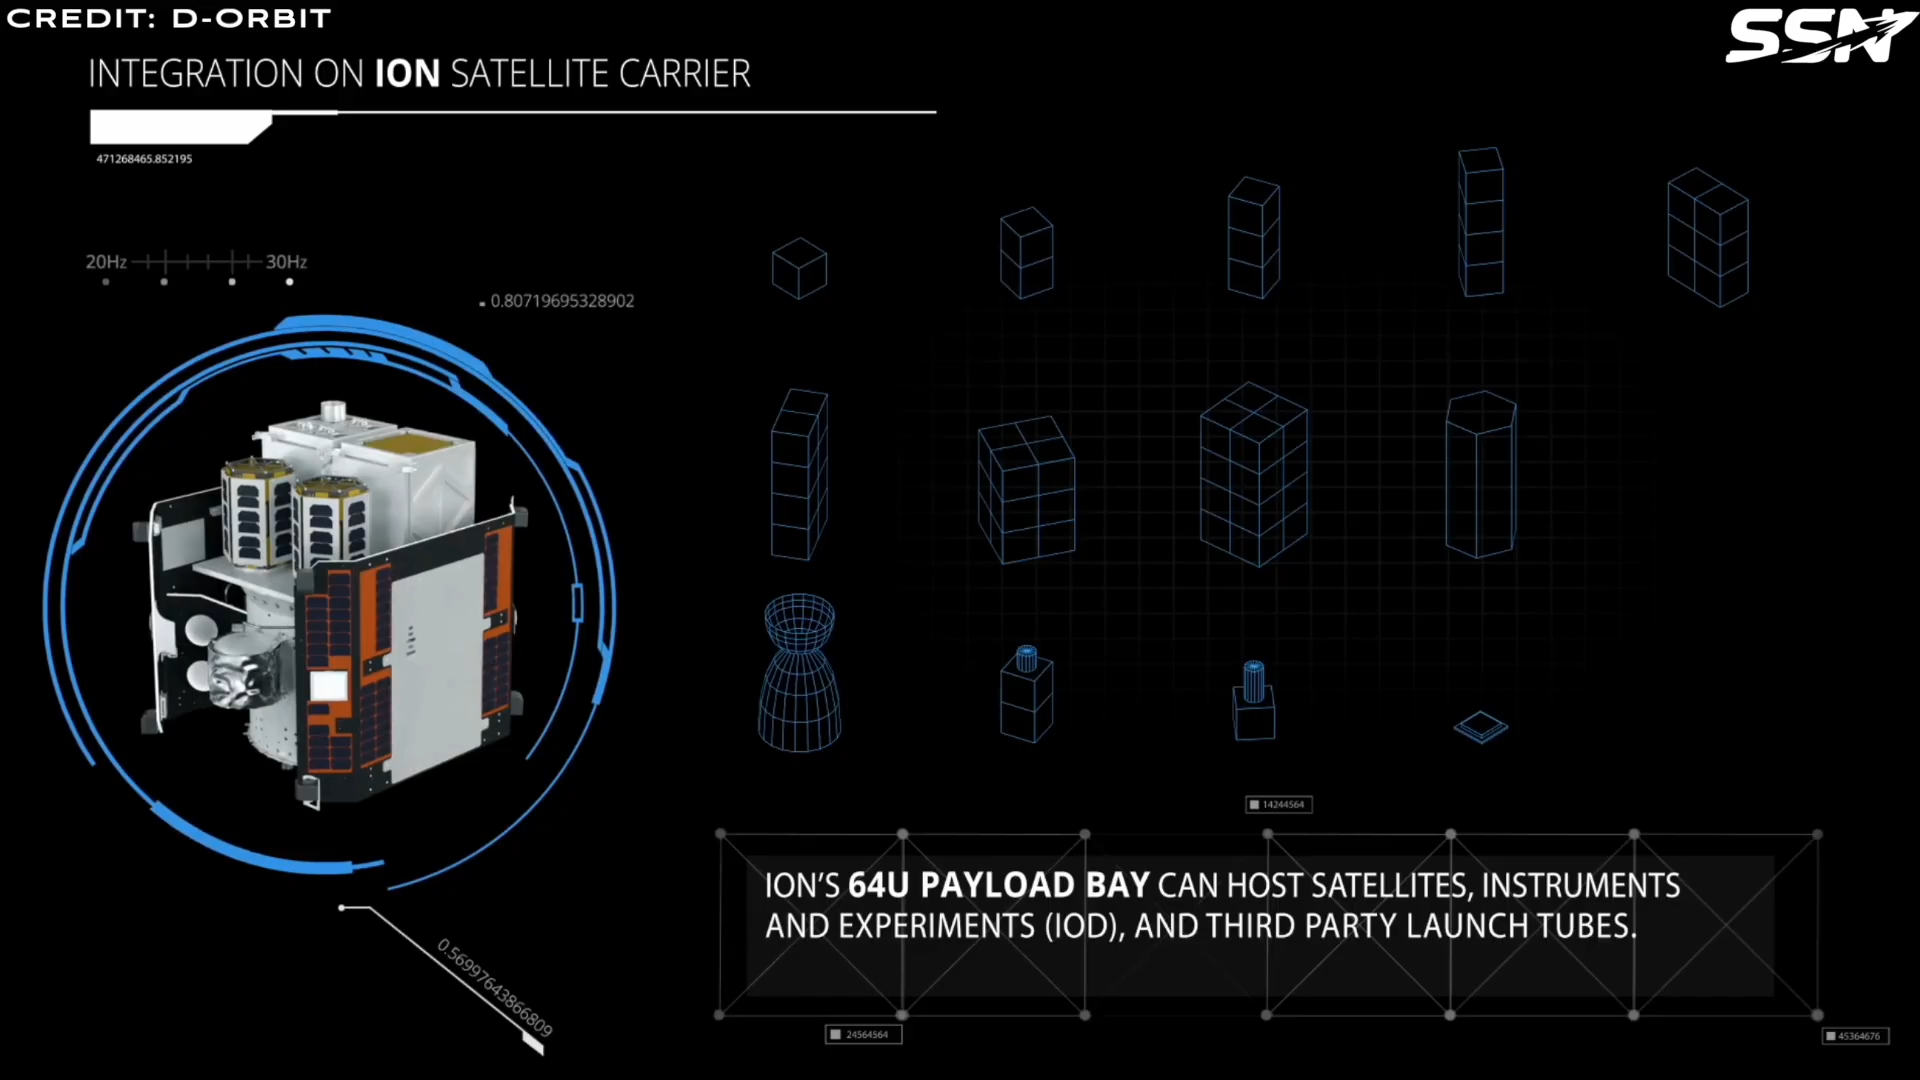 CREDIT: D-ORBIT
SSN
INTEGRATION ON ION SATELLITE CARRIER
471268465.852195
20Hz 30Hz
0.80719695328902
14244564
ION'S 64U PAYLOAD BAY CAN HOST SATELLITES, INSTRUMENTS
AND EXPERIMENTS (IOD), AND THIRD PARTY LAUNCH TUBES.
0.56997643866809
24564564
45364676